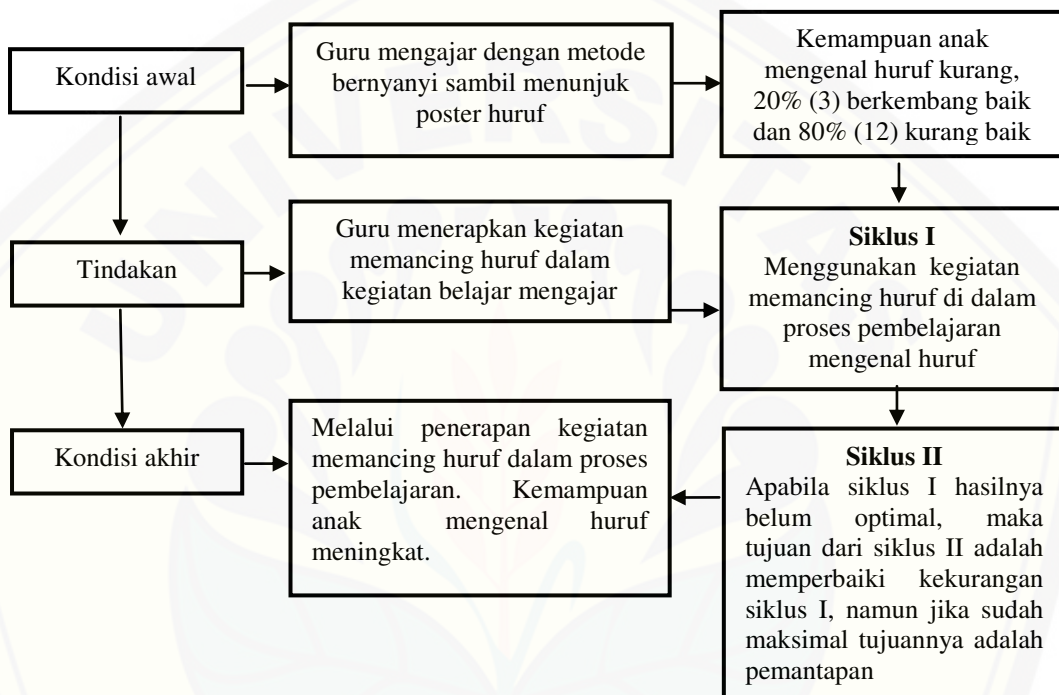 Kondisi awal
Guru mengajar dengan metode
bernyanyi sambil menunjuk
poster huruf
Kemampuan anak
mengenal huruf kurang,
20% (3) berkembang baik
dan 80% (12) kurang baik
Tindakan
Guru menerapkan kegiatan
memancing huruf dalam
kegiatan belajar mengajar
Siklus I
Menggunakan kegiatan
memancing huruf di dalam
proses pembelajaran
mengenal huruf
Kondisi akhir
Melalui penerapan kegiatan
memancing huruf dalam proses
pembelajaran. Kemampuan
anak mengenal huruf
meningkat.
Siklus II
Apabila siklus I hasilnya
belum optimal, maka
tujuan dari siklus II adalah
memperbaiki kekurangan
siklus I, namun jika sudah
maksimal tujuannya adalah
pemantapan
UNIVERSITAS